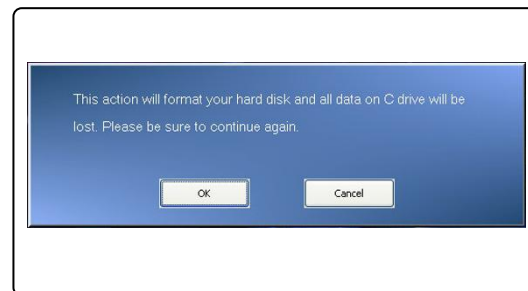 This action will format your hard disk and all data on C drive will be
lost. Please be sure to continue again.
OK
Cancel